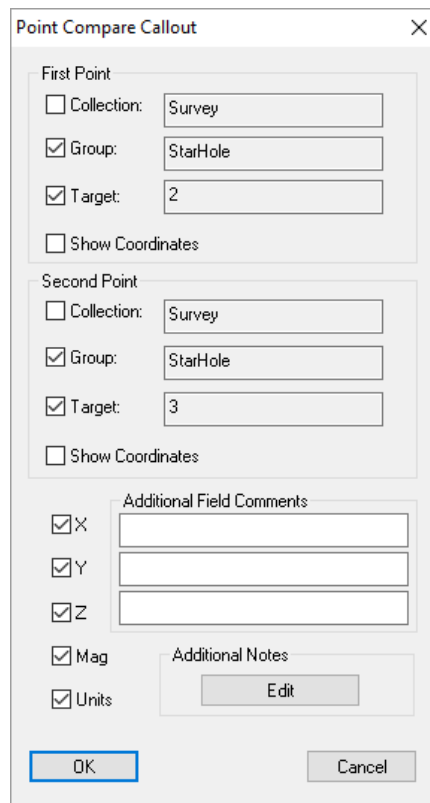 Point Compare Callout
First Point
Collection: Survey
Group: StarHole
Target: 2
Show Coordinates
Second Point
Collection: Survey
Group: StarHole
Target: 3
Show Coordinates
Additional Field Comments
X
Y
Z
Mag
Additional Notes
Units
Edit
OK
Cancel